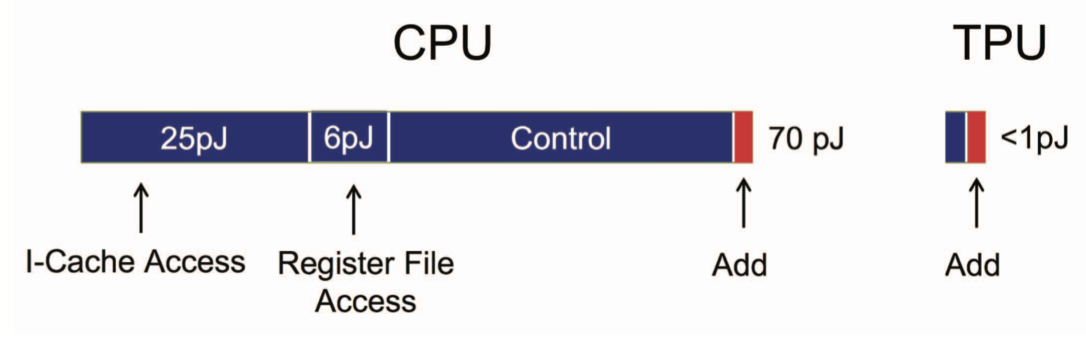 CPU
TPU
25pJ
6pJ
Control
70 pJ
<1pJ
I-Cache Access
Register File
Access
Add
Add